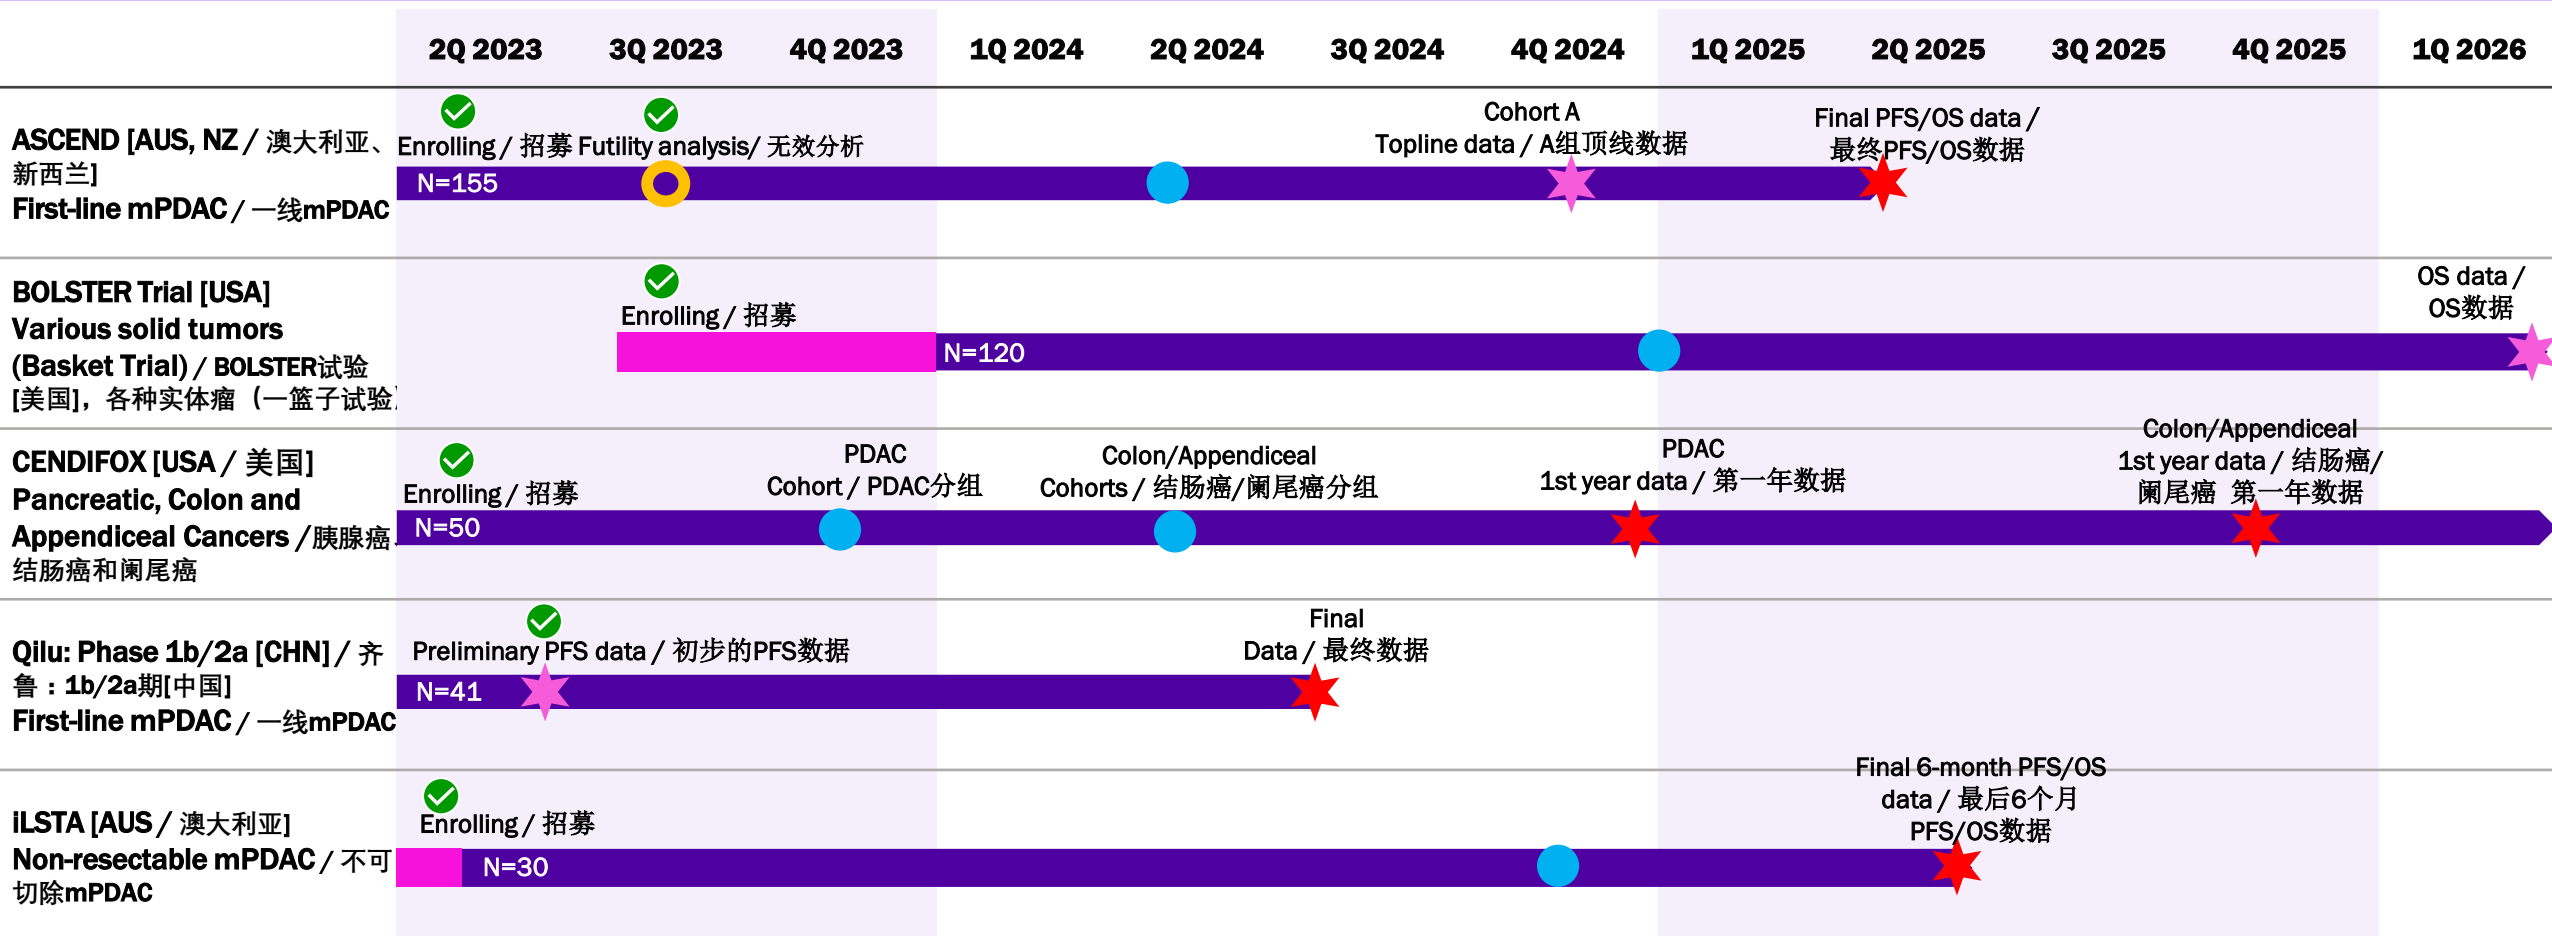 2Q 2023 3Q 2023 4Q 2023 1Q 2024 2Q 2024 3Q 2024 4Q 2024 1Q 2025 2Q 2025 3Q 2025 4Q 2025 1Q 2026
ASCEND [AUS, NZ / 澳大利亚、
新西兰]
First-line mPDAC / 一线mPDAC
Enrolling / 招募
Futility analysis/ 无效分析
Cohort A
Topline data / A组顶线数据
Final PFS/OS data /
最终PFS/OS数据
N=155
BOLSTER Trial [USA]
Various solid tumors
(Basket Trial) / BOLSTER试验
[美国]，各种实体瘤（一篮子试验）
Enrolling / 招募
OS data /
OS数据
N=120
CENDIFOX [USA / 美国]
Pancreatic, Colon and
Appendiceal Cancers /胰腺癌、
结肠癌和阑尾癌
Enrolling / 招募
PDAC
Cohort / PDAC分组
Colon/Appendiceal
Cohorts / 结肠癌/阑尾癌分组
PDAC
1st year data / 第一年数据
Colon/Appendiceal
1st year data / 结肠癌/
阑尾癌 第一年数据
N=50
Qilu: Phase 1b/2a [CHN] / 齐
鲁：1b/2a期[中国]
First-line mPDAC / 一线mPDAC
Preliminary PFS data / 初步的PFS数据
Final
Data / 最终数据
N=41
iLSTA [AUS / 澳大利亚]
Non-resectable mPDAC / 不可
切除mPDAC
Enrolling / 招募
Final 6-month PFS/OS
data / 最后6个月
PFS/OS数据
N=30